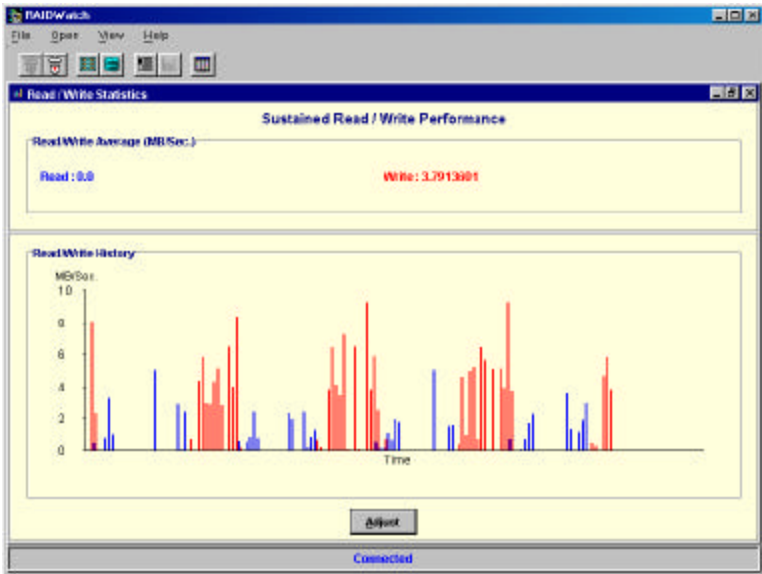 RAIDWatch
File Open View Help
Read / Write Statistics
Sustained Read / Write Performance
Read/Write Average (MB/Sec.)
Read : 0.0 Write : 3.7913601
Read/Write History
MB/Sec.
10
8
6
4
2
0
Time
Adjust
Connected